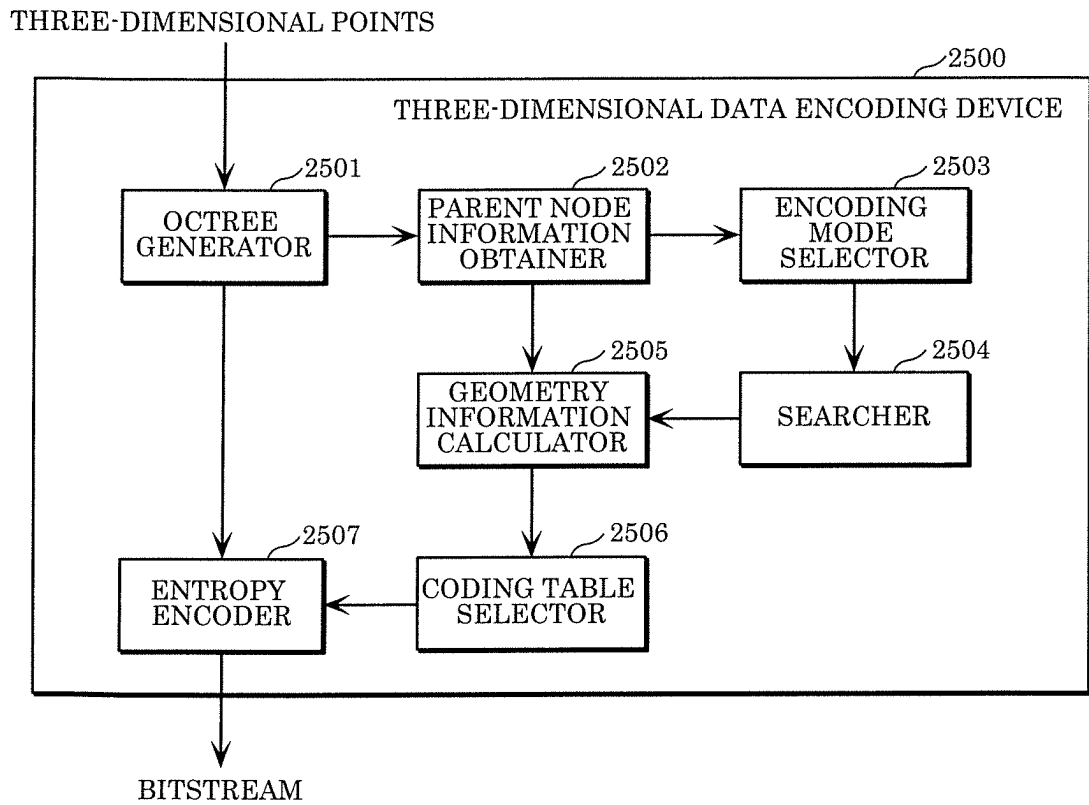 THREE-DIMENSIONAL POINTS
2500
THREE-DIMENSIONAL DATA ENCODING DEVICE
2501
OCTREE
GENERATOR
2502
PARENT NODE
INFORMATION
OBTAINER
2503
ENCODING
MODE
SELECTOR
2505
GEOMETRY
INFORMATION
CALCULATOR
2504
SEARCHER
2507
ENTROPY
ENCODER
2506
CODING TABLE
SELECTOR
BITSTREAM